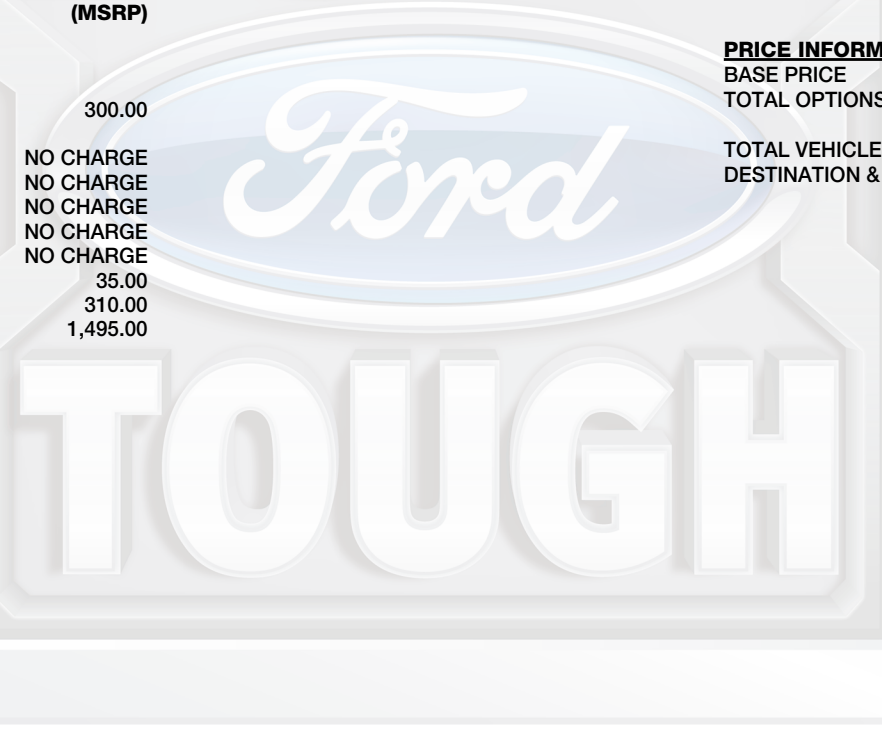 (MSRP)
300.00
NO CHARGE
NO CHARGE
NO CHARGE
NO CHARGE
NO CHARGE
35.00
310.00
1,495.00
PRICE INFORM
BASE PRICE
TOTAL OPTIONS
TOTAL VEHICLE
DESTINATION &
Ford
TOUGH